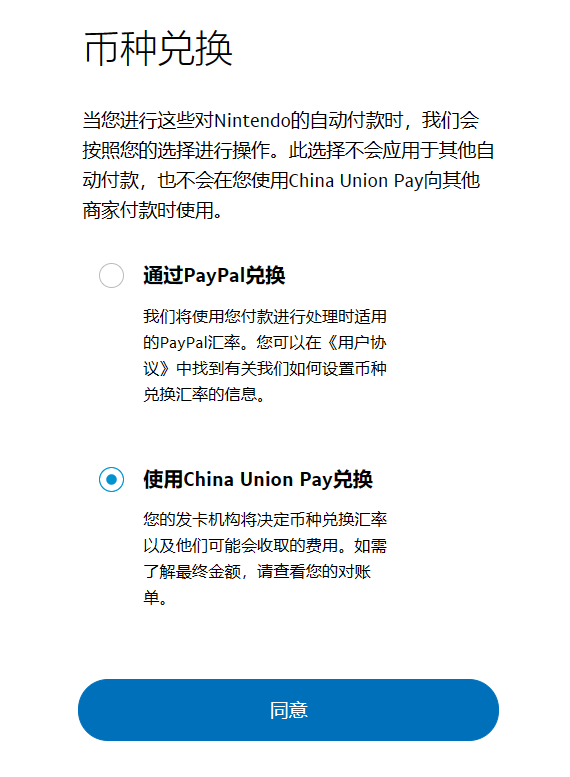 币种兑换
当您进行这些对Nintendo的自动付款时，我们会
按照您的选择进行操作。此选择不会应用于其他自
动付款，也不会在您使用China Union Pay向其他
商家付款时使用。
通过PayPal兑换
我们将使用您付款进行处理时适用
的PayPal汇率。您可以在《用户协
议》中找到有关我们如何设置币种
兑换汇率的信息。
使用China Union Pay兑换
您的发卡机构将决定币种兑换汇率
以及他们可能会收取的费用。如需
了解最终金额，请查看您的对账
单。
同意